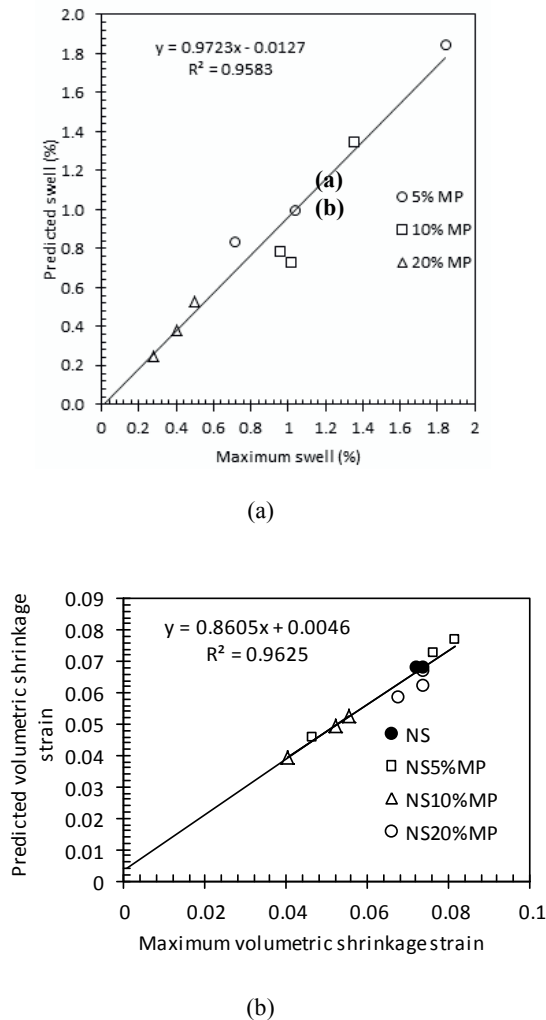 2.0
y = 0.9723x - 0.0127
1.8
R² = 0.9583
1.6
1.4
1.2
(a)
5% MP
1.0
(b)
10% MP
0.8
20% MP
0.6
0.4
0.2
0.0
Predicted swell (%)
0 0.2 0.4 0.6 0.8 1 1.2 1.4 1.6 1.8 2
Maximum swell (%)
(a)
0.09
y = 0.8605x + 0.0046
0.08
R² = 0.9625
0.07
0.06
0.05
NS
0.04
NS5%MP
0.03
NS10%MP
0.02
NS20%MP
0.01
0
Predicted volumetric shrinkage
strain
0 0.02 0.04 0.06 0.08 0.1
Maximum volumetric shrinkage strain
(b)